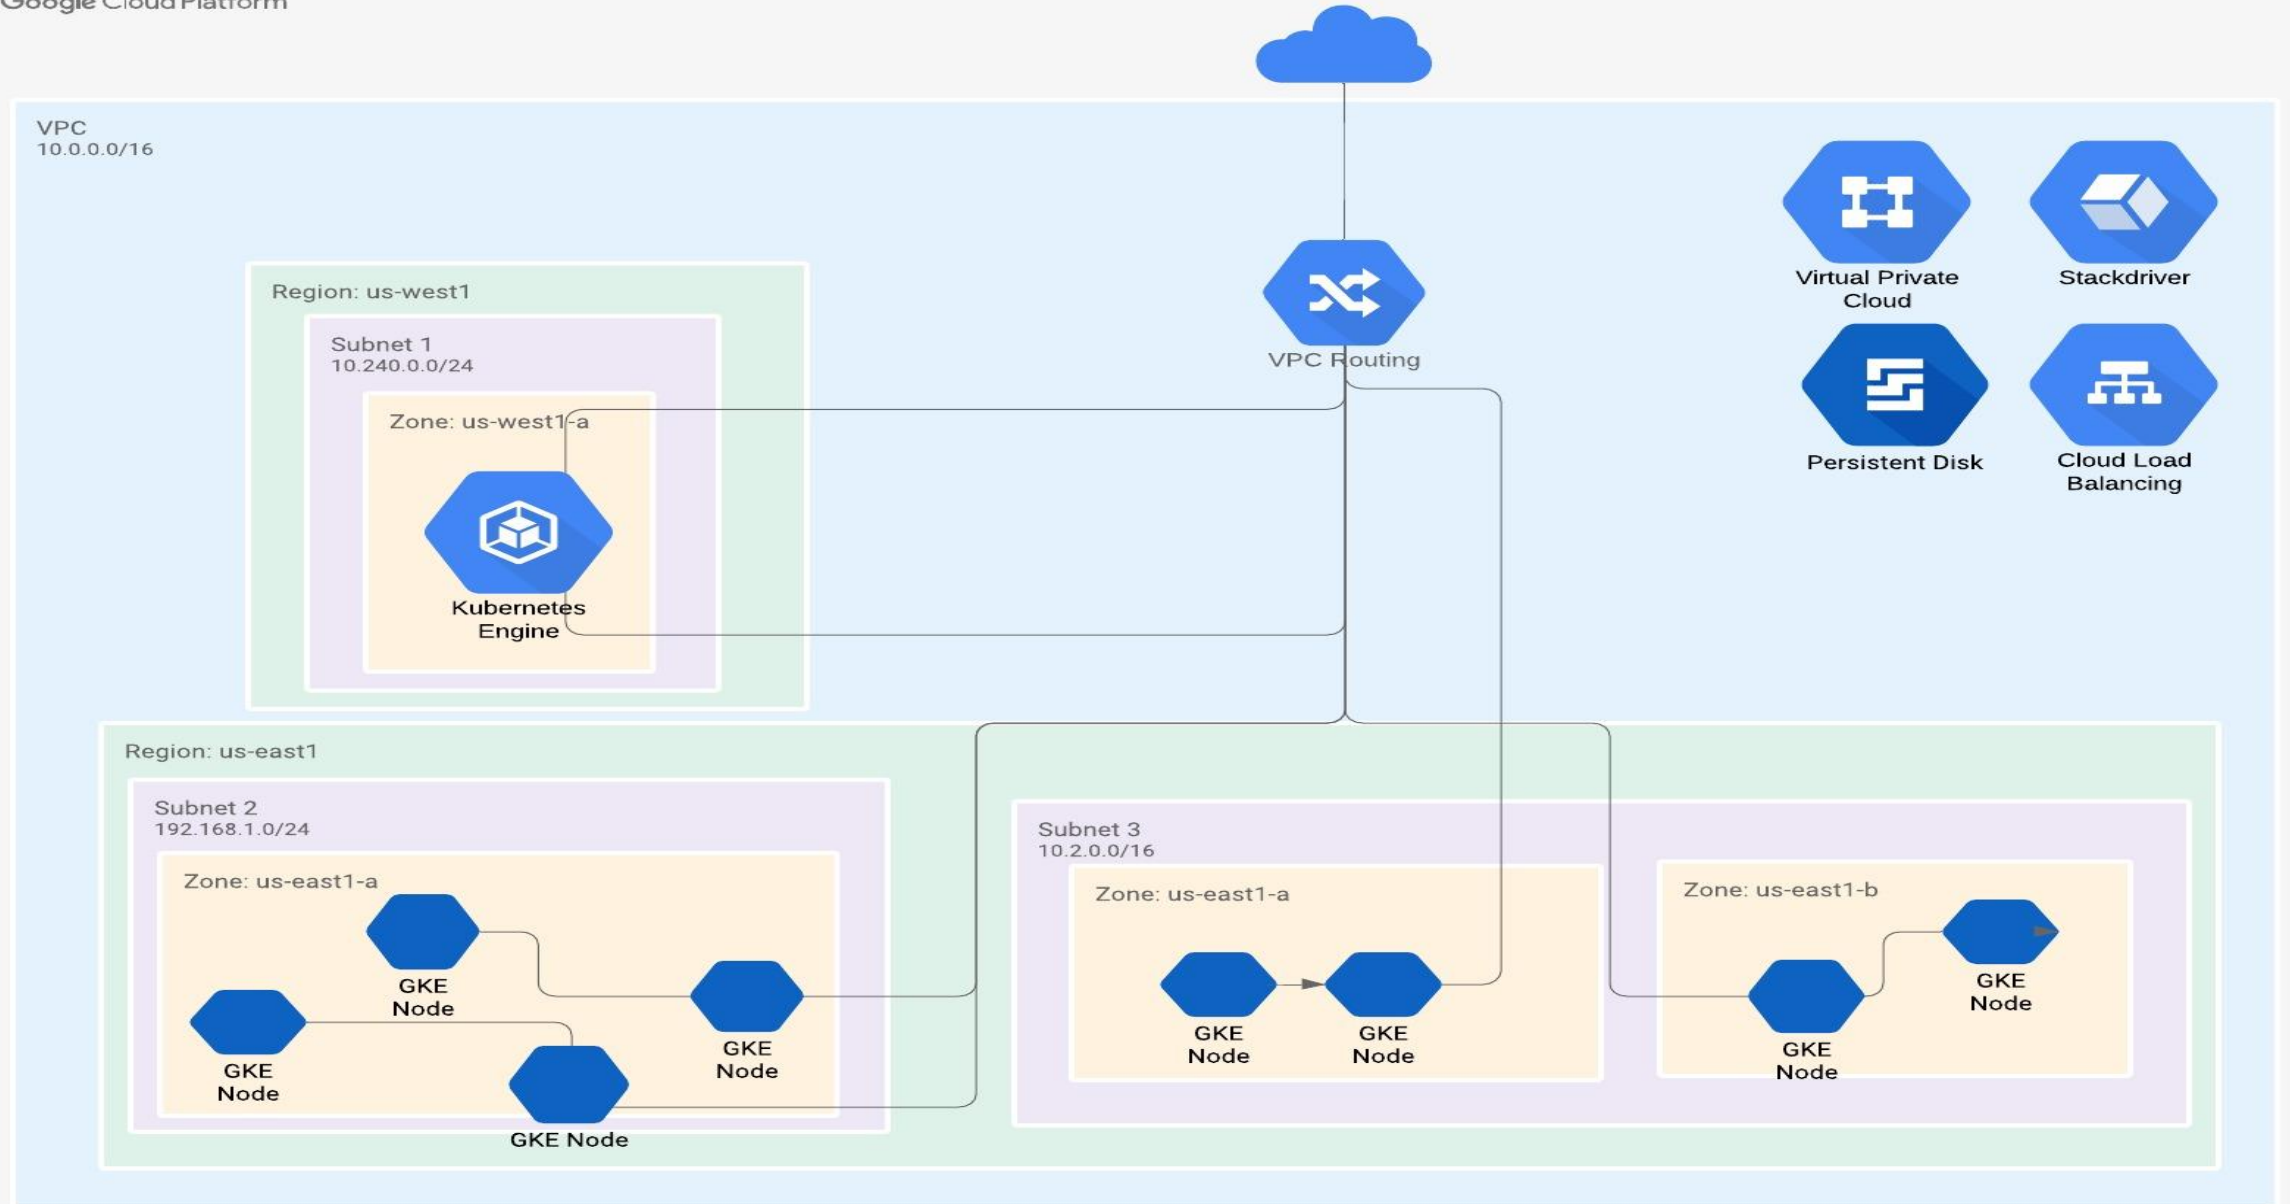 Google Cloud Platform
VPC
10.0.0.0/16
Virtual Private
Cloud
Stackdriver
Region: us-west1
Subnet 1
10.240.0.0/24
VPC Routing
Zone: us-west1-a
Persistent Disk
Cloud Load
Balancing
Kubernetes
Engine
Region: us-east1
Subnet 2
192.168.1.0/24
Zone: us-east1-a
GKE
Node
GKE
Node
GKE
Node
GKE Node
Subnet 3
10.2.0.0/16
Zone: us-east1-a
GKE
Node
GKE
Node
Zone: us-east1-b
GKE
Node
GKE
Node